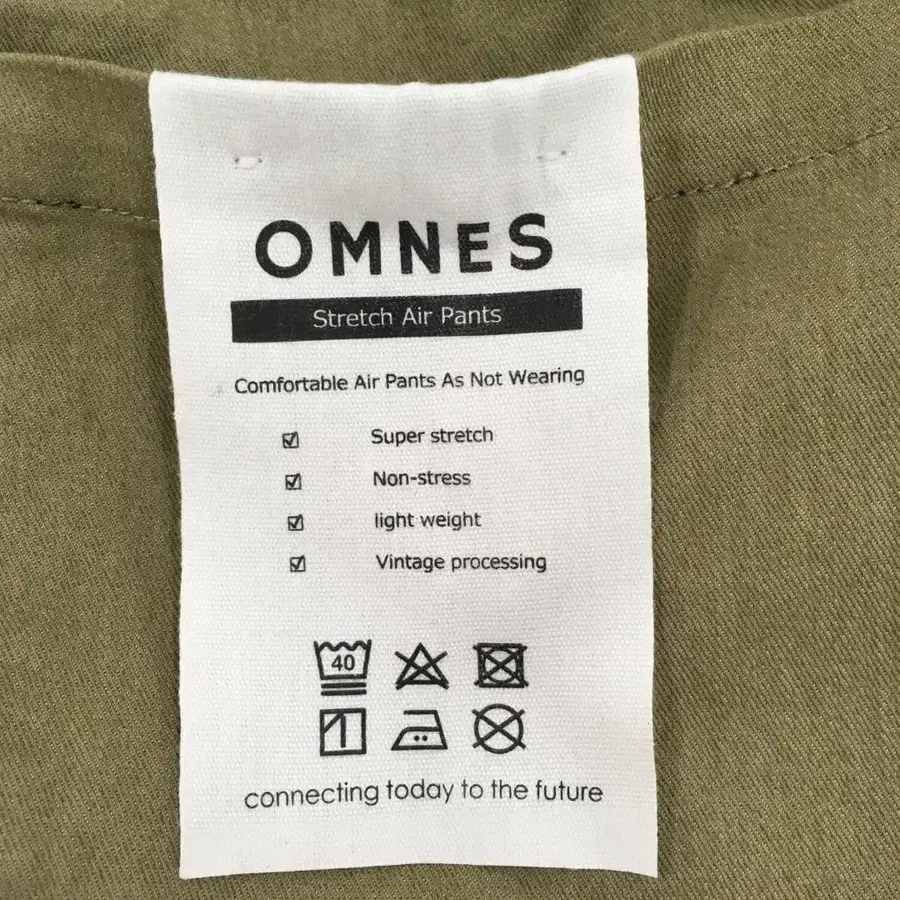 OMNES
Stretch Air Pants
Comfortable Air Pants As Not Wearing
Super stretch
Non-stress
light weight
Vintage processing
40
connecting today to the future